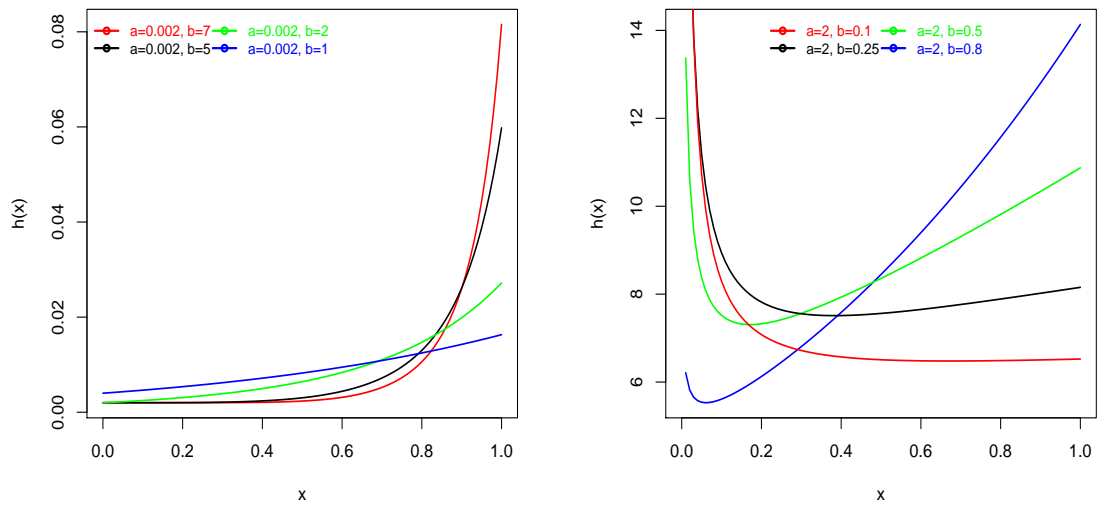 a=0.002, b=7
a=0.002, b=2
a=0.002, b=5
a=0.002, b=1
h(x)
0.08
0.06
0.04
0.02
0.00
0.0 0.2 0.4 0.6 0.8 1.0
x
a=2, b=0.1
a=2, b=0.5
a=2, b=0.25
a=2, b=0.8
h(x)
14
12
10
8
6
0.0 0.2 0.4 0.6 0.8 1.0
x